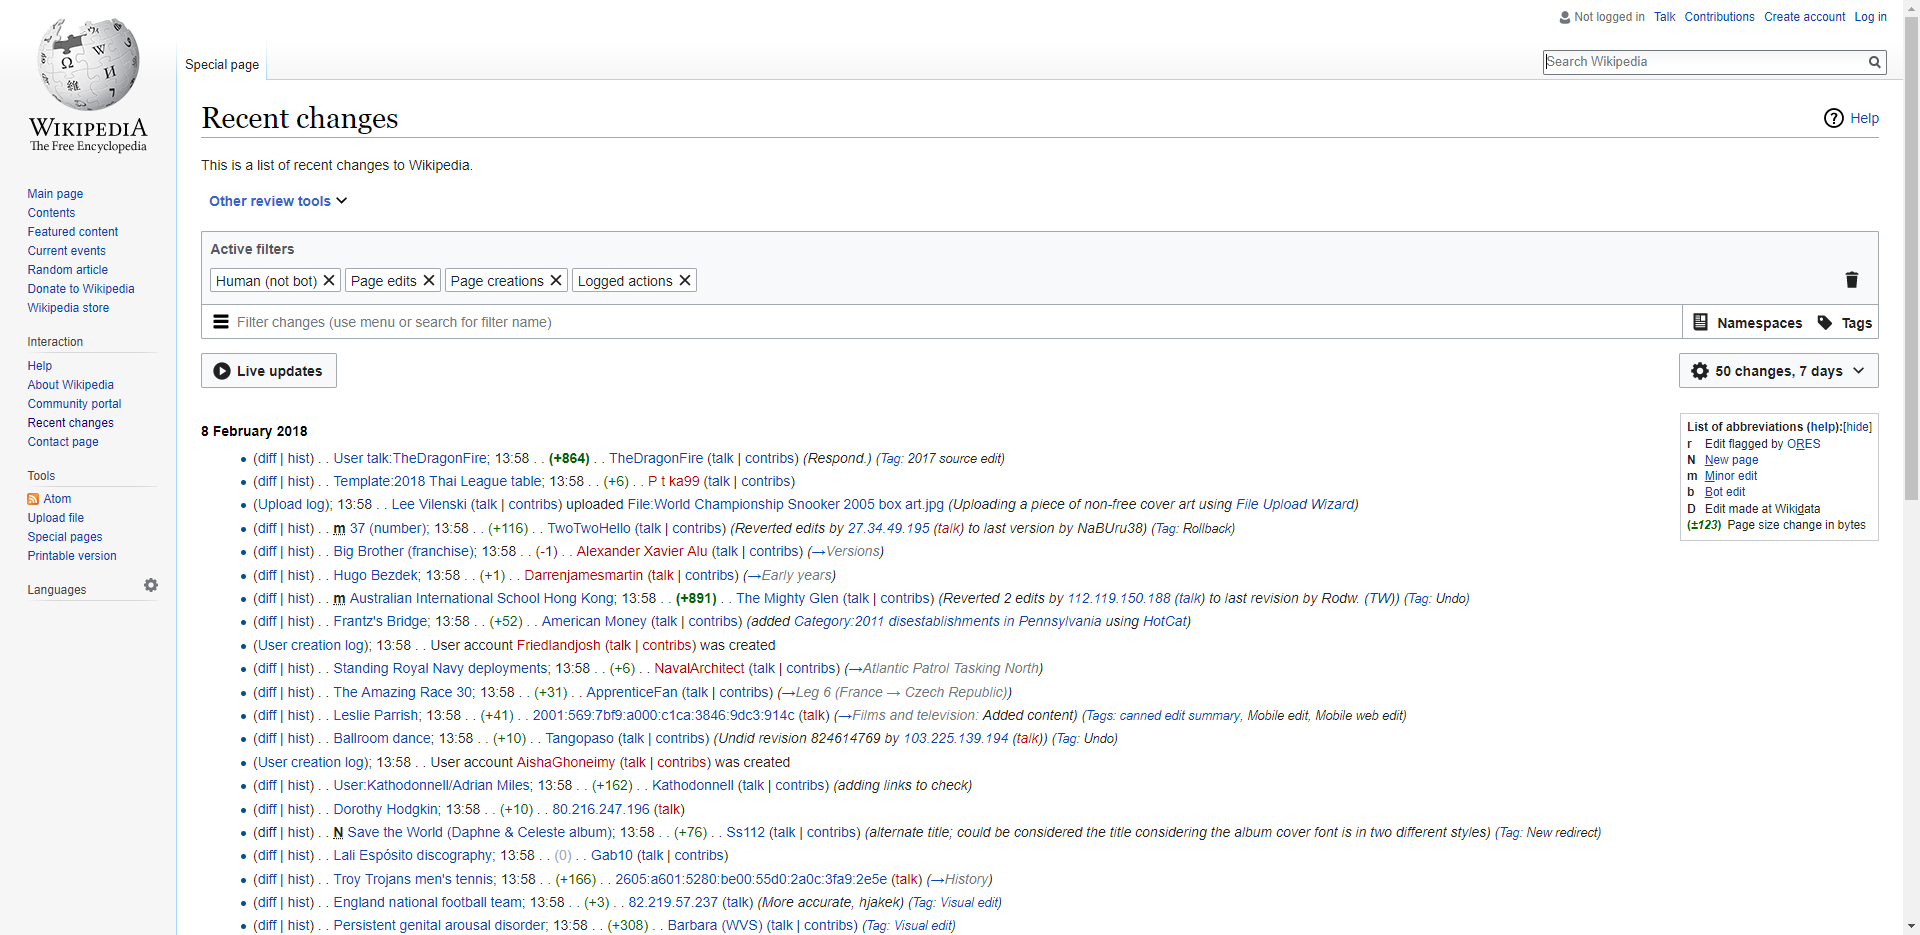 Not logged in Talk Contributions Create account Log in
Special page
Search Wikipedia
WIKIPEDIA
The Free Encyclopedia
Main page
Contents
Featured content
Current events
Random article
Donate to Wikipedia
Wikipedia store
Interaction
Help
About Wikipedia
Community portal
Recent changes
Contact page
Tools
Atom
Upload file
Special pages
Printable version
Languages
Recent changes
Help
This is a list of recent changes to Wikipedia.
Other review tools
Active filters
Human (not bot) Page edits Page creations Logged actions
Filter changes (use menu or search for filter name)
Namespaces Tags
Live updates
50 changes, 7 days
List of abbreviations (help):[hide]
r Edit flagged by ORES
N New page
m Minor edit
b Bot edit
D Edit made at Wikidata
(±123) Page size change in bytes
8 February 2018
(diff | hist) . . User talk:TheDragonFire; 13:58 . . (+864) . . TheDragonFire (talk | contribs) (Respond.) (Tag: 2017 source edit)
(diff | hist) . . Template:2018 Thai League table; 13:58 . . (+6) . . P t ka99 (talk | contribs)
(Upload log); 13:58 . . Lee Vilenski (talk | contribs) uploaded File:World Championship Snooker 2005 box art.jpg (Uploading a piece of non-free cover art using File Upload Wizard)
(diff | hist) . . m 37 (number); 13:58 . . (+116) . . TwoTwoHello (talk | contribs) (Reverted edits by 27.34.49.195 (talk) to last version by NaBUru38) (Tag: Rollback)
(diff | hist) . . Big Brother (franchise); 13:58 . . (-1) . . Alexander Xavier Alu (talk | contribs) (→Versions)
(diff | hist) . . Hugo Bezdek; 13:58 . . (+1) . . Darrenjamesmartin (talk | contribs) (→Early years)
(diff | hist) . . m Australian International School Hong Kong; 13:58 . . (+891) . . The Mighty Glen (talk | contribs) (Reverted 2 edits by 112.119.150.188 (talk) to last revision by Rodw. (TW)) (Tag: Undo)
(diff | hist) . . Frantz's Bridge; 13:58 . . (+52) . . American Money (talk | contribs) (added Category:2011 disestablishments in Pennsylvania using HotCat)
(User creation log); 13:58 . . User account Friedlandjosh (talk | contribs) was created
(diff | hist) . . Standing Royal Navy deployments; 13:58 . . (+6) . . NavalArchitect (talk | contribs) (→Atlantic Patrol Tasking North)
(diff | hist) . . The Amazing Race 30; 13:58 . . (+31) . . ApprenticeFan (talk | contribs) (→Leg 6 (France → Czech Republic))
(diff | hist) . . Leslie Parrish; 13:58 . . (+41) . . 2001:569:7bf9:a000:c1ca:3846:9dc3:914c (talk) (→Films and television: Added content) (Tags: canned edit summary, Mobile edit, Mobile web edit)
(diff | hist) . . Ballroom dance; 13:58 . . (+10) . . Tangopaso (talk | contribs) (Undid revision 824614769 by 103.225.139.194 (talk)) (Tag: Undo)
(User creation log); 13:58 . . User account AishaGhoneimy (talk | contribs) was created
(diff | hist) . . User:Kathodonnell/Adrian Miles; 13:58 . . (+162) . . Kathodonnell (talk | contribs) (adding links to check)
(diff | hist) . . Dorothy Hodgkin; 13:58 . . (+10) . . 80.216.247.196 (talk)
(diff | hist) . . N Save the World (Daphne & Celeste album); 13:58 . . (+76) . . Ss112 (talk | contribs) (alternate title; could be considered the title considering the album cover font is in two different styles) (Tag: New redirect)
(diff | hist) . . Lali Espósito discography; 13:58 . . (0) . . Gab10 (talk | contribs)
(diff | hist) . . Troy Trojans men's tennis; 13:58 . . (+166) . . 2605:a601:5280:be00:55d0:2a0c:3fa9:2e5e (talk) (→History)
(diff | hist) . . England national football team; 13:58 . . (+3) . . 82.219.57.237 (talk) (More accurate, hjakek) (Tag: Visual edit)
(diff | hist) . . Persistent genital arousal disorder; 13:58 . . (+308) . . Barbara (WVS) (talk | contribs) (Tag: Visual edit)